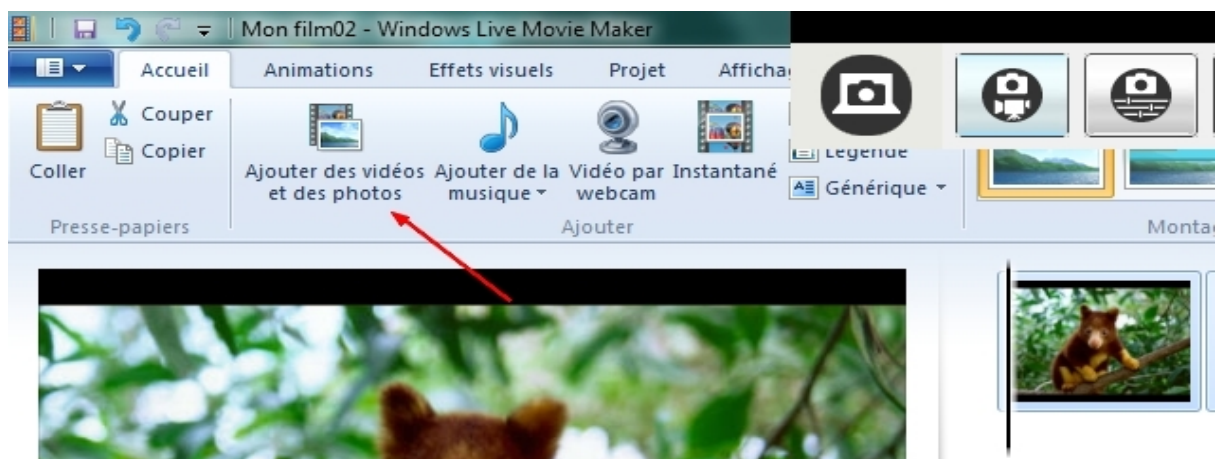 Mon film02 - Windows Live Movie Maker
Accueil Animations Effets visuels Projet
Couper
Copier
Coller
Ajouter des vidéos
et des photos
Ajouter de la
musique
Vidéo par
webcam
Instantané
Légende
Générique
Presse-papiers Ajouter